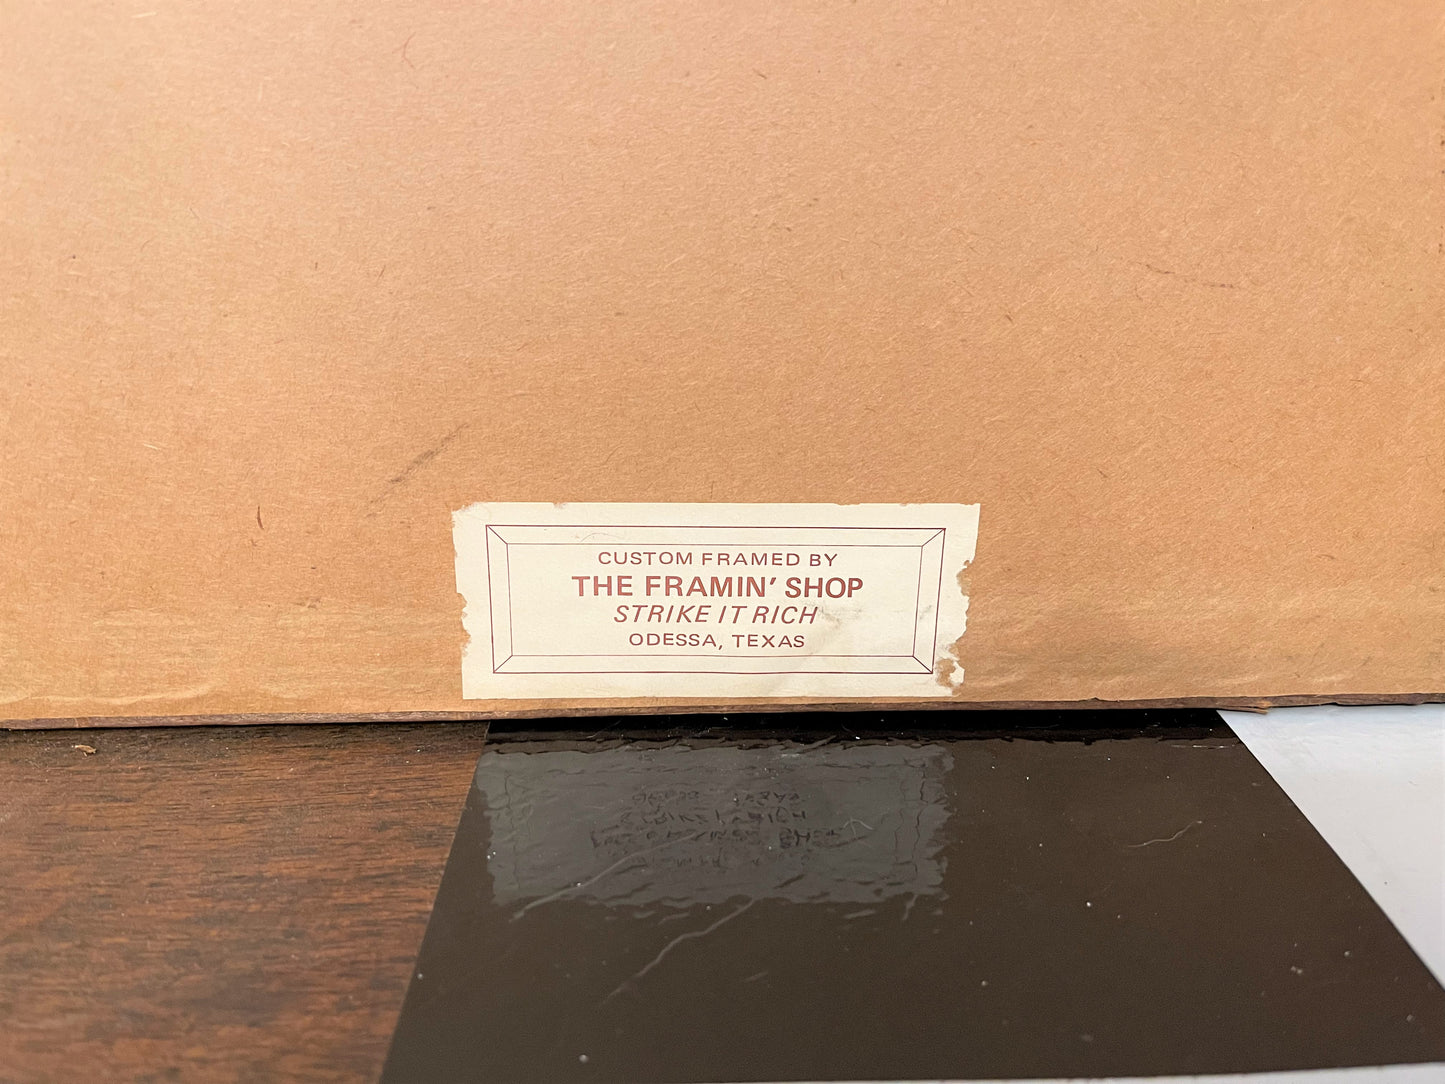 CUSTOM FRAMED BY
THE FRAMIN' SHOP
STRIKE IT RICH
ODESSA, TEXAS